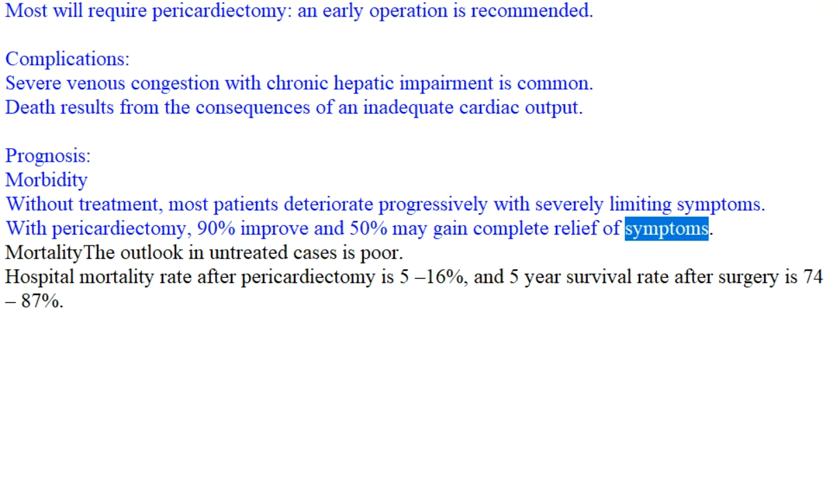 Most will require pericardiectomy: an early operation is recommended.
Complications:
Severe venous congestion with chronic hepatic impairment is common.
Death results from the consequences of an inadequate cardiac output.
Prognosis:
Morbidity
Without treatment, most patients deteriorate progressively with severely limiting symptoms.
With pericardiectomy, 90% improve and 50% may gain complete relief of symptoms.
MortalityThe outlook in untreated cases is poor.
Hospital mortality rate after pericardiectomy is 5 –16%, and 5 year survival rate after surgery is 74
– 87%.